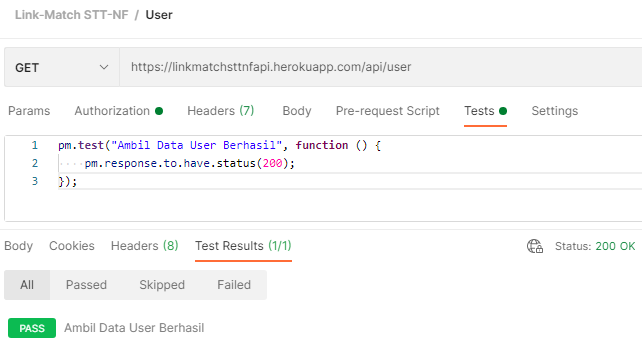 Link-Match STT-NF / User
GET https://linkmatchsttnfapi.herokuapp.com/api/user
Params Authorization Headers (7) Body Pre-request Script Tests Settings
1 pm.test("Ambil Data User Berhasil", function () {
2 ····pm.response.to.have.status(200);
3 });
Body Cookies Headers (8) Test Results (1/1) Status: 200 OK
All Passed Skipped Failed
PASS Ambil Data User Berhasil